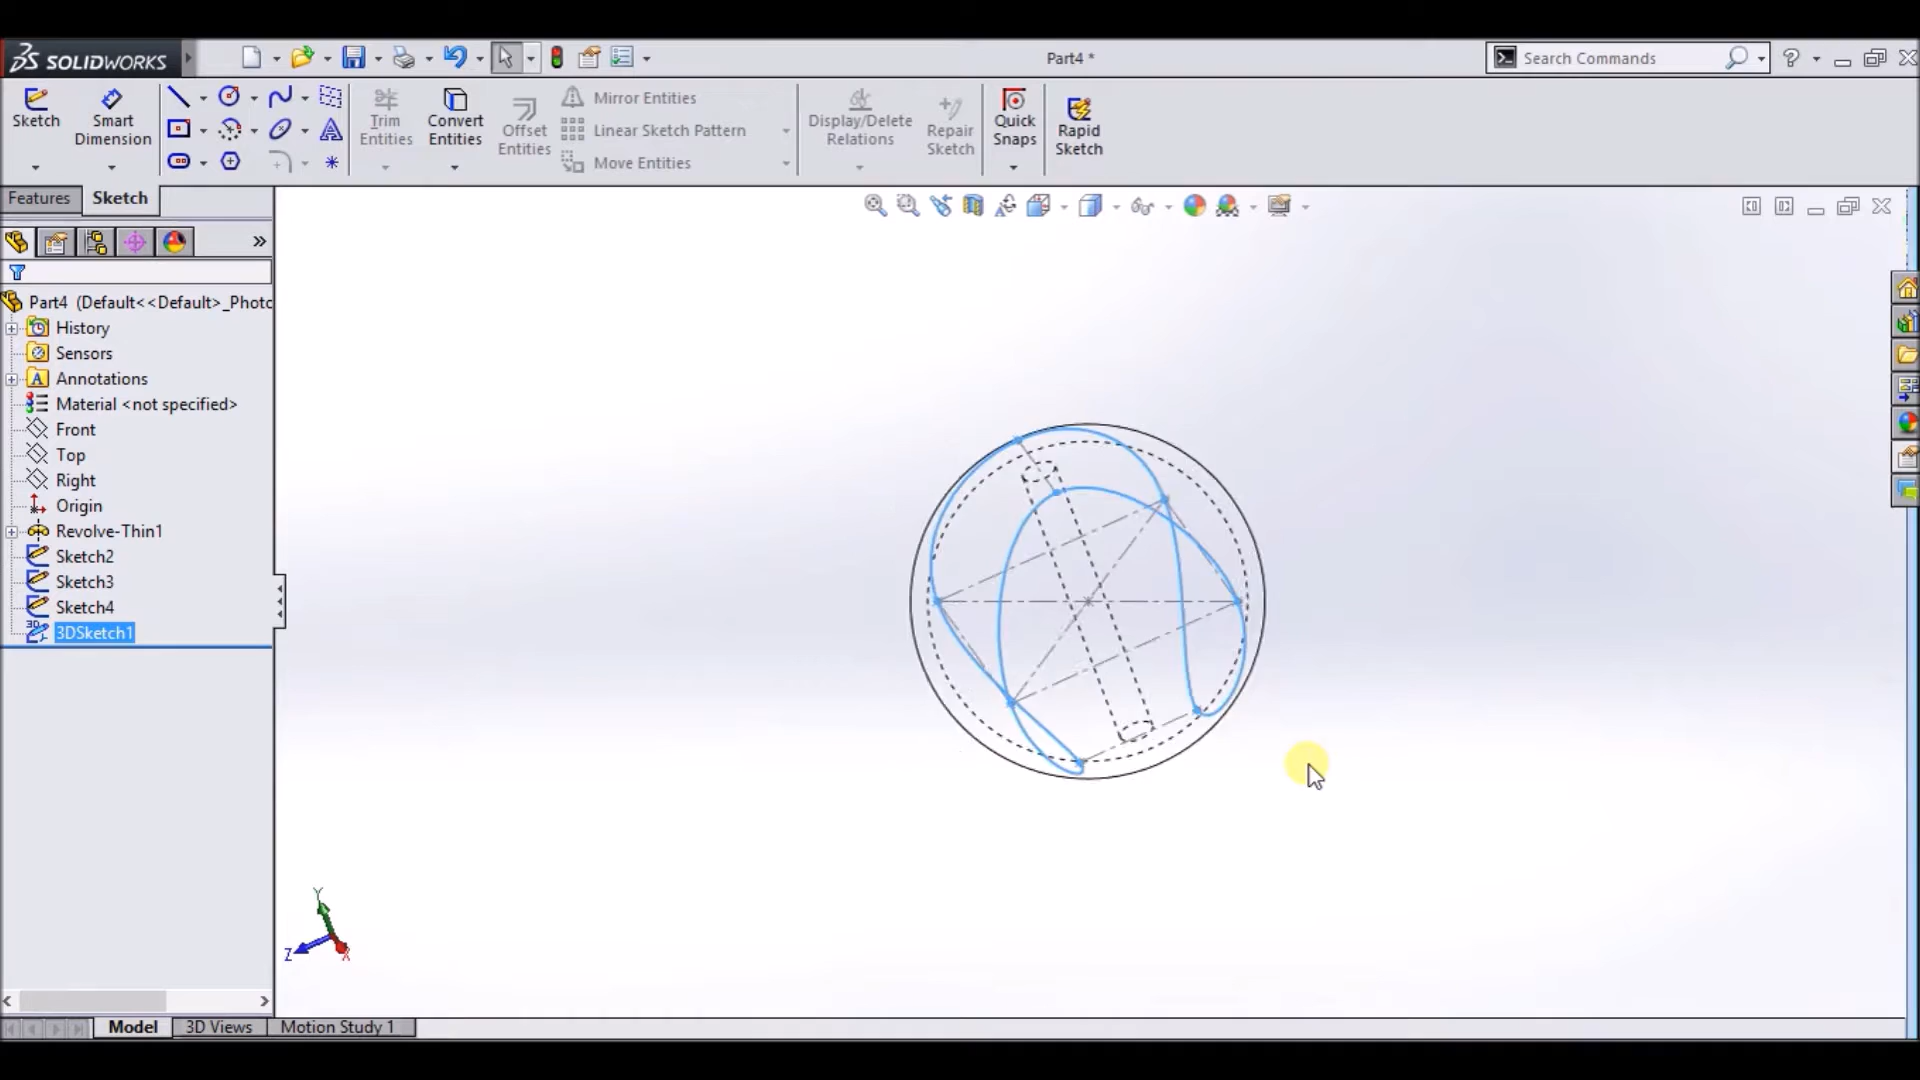 SOLIDWORKS
Part4 *
Search Commands
Sketch
Smart Dimension
Trim Entities
Convert Entities
Offset Entities
Mirror Entities
Linear Sketch Pattern
Move Entities
Display/Delete Relations
Repair Sketch
Quick Snaps
Rapid Sketch
Features
Sketch
Part4 (Default<<Default>_Photo
History
Sensors
Annotations
Material <not specified>
Front
Top
Right
Origin
Revolve-Thin1
Sketch2
Sketch3
Sketch4
3DSketch1
Y
Z
X
Model
3D Views
Motion Study 1